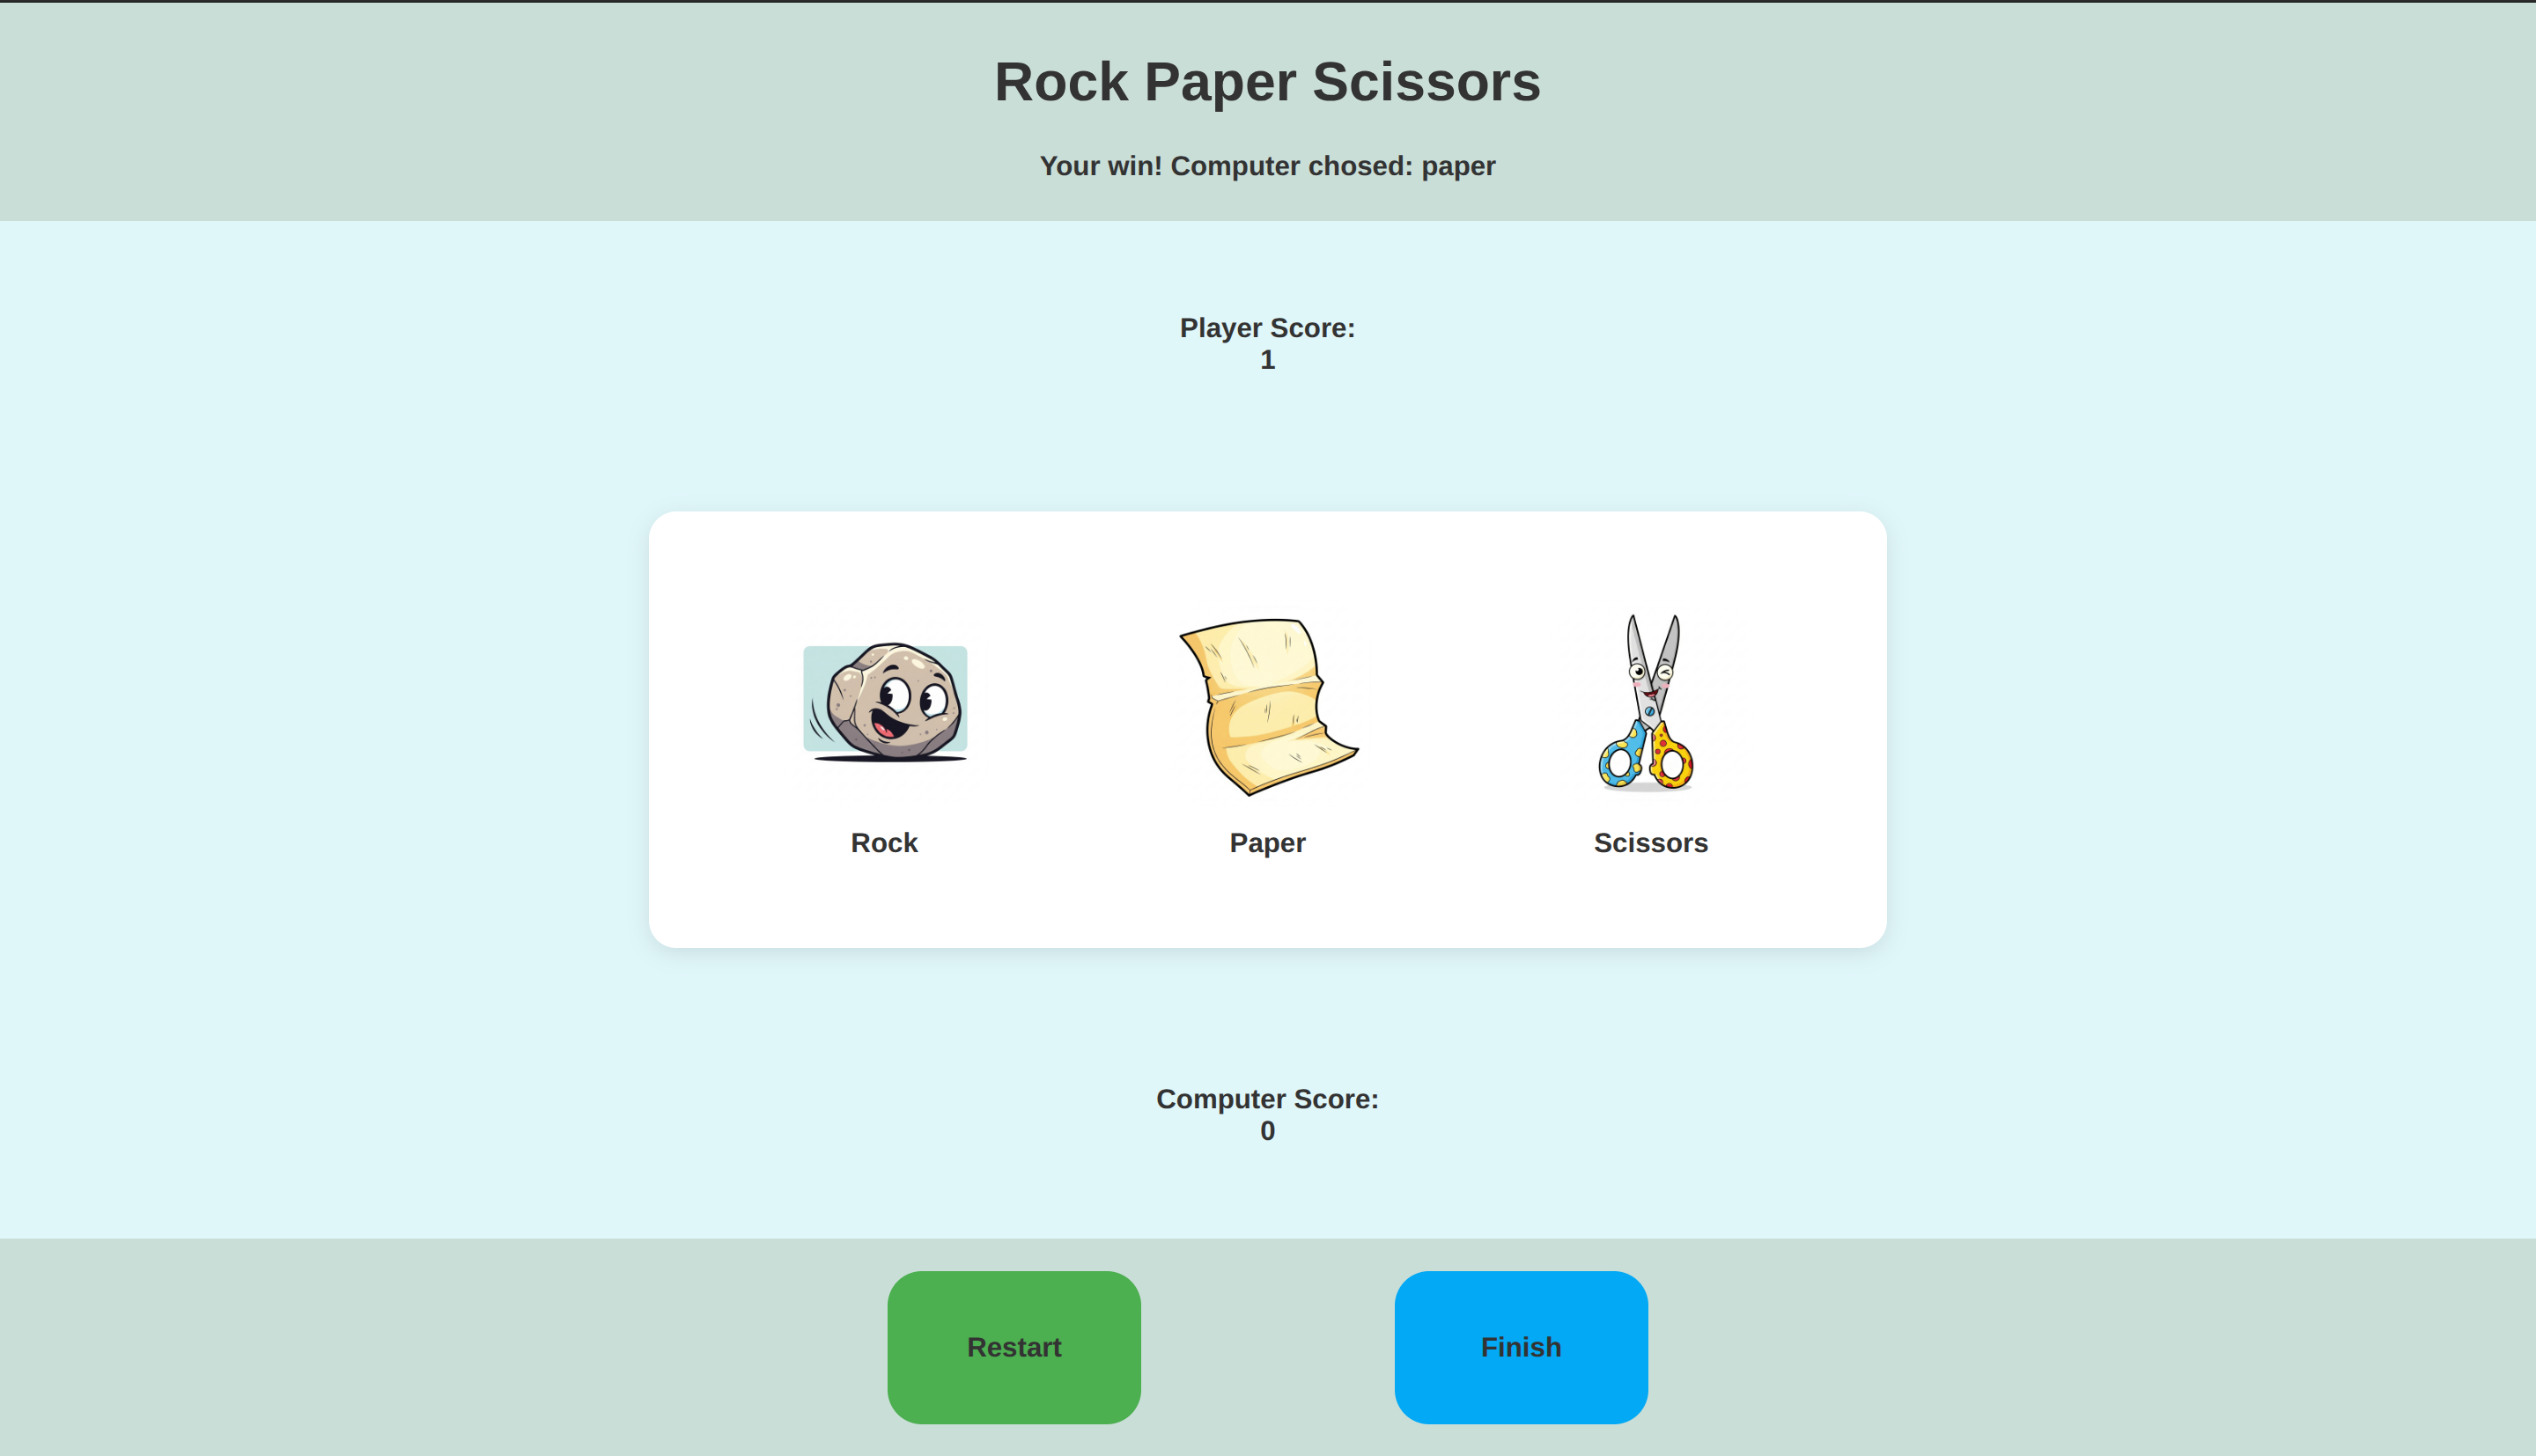 Rock Paper Scissors
Your win! Computer chosed: paper
Player Score:
1
Rock
Paper
Scissors
Computer Score:
0
Restart
Finish